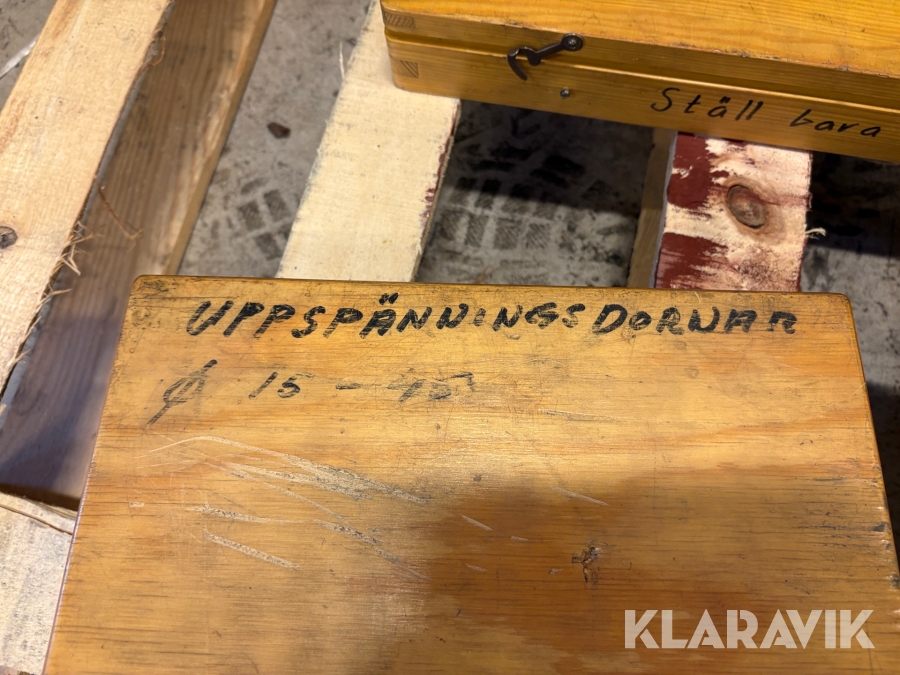 Ställ bara
UPPSPÄNNINGSDORNAR
Ø 15 - 45
KLARAVIK